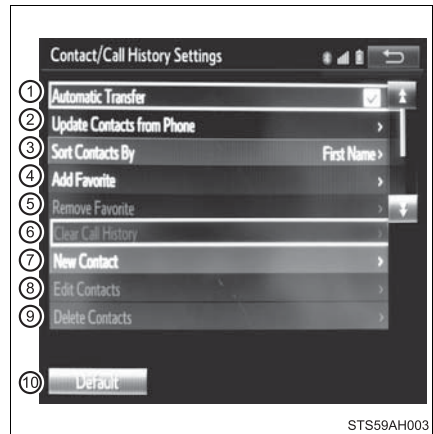 Contact/Call History Settings
① Automatic Transfer
② Update Contacts from Phone >
③ Sort Contacts By First Name >
④ Add Favorite >
⑤ Remove Favorite >
⑥ Clear Call History >
⑦ New Contact >
⑧ Edit Contacts >
⑨ Delete Contacts >
⑩ Default
STS59AH003